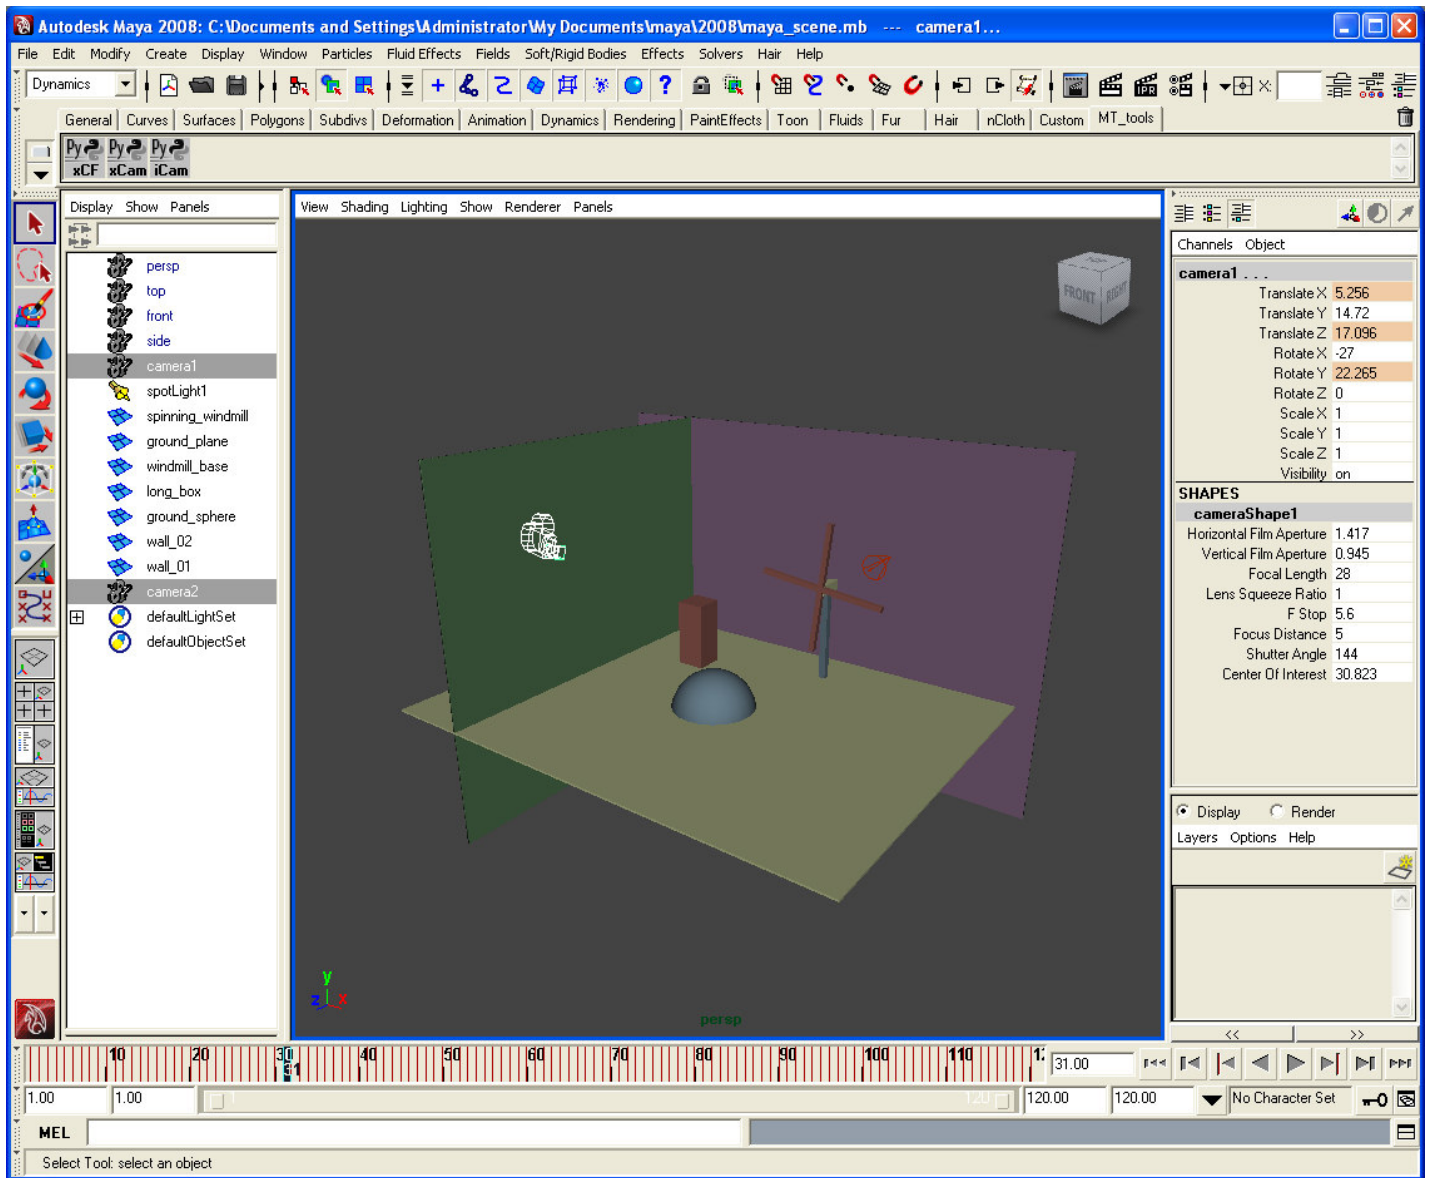 Autodesk Maya 2008: C:\Documents and Settings\Administrator\My Documents\maya\2008\maya_scene.mb --- camera1...
File Edit Modify Create Display Window Particles Fluid Effects Fields Soft/Rigid Bodies Effects Solvers Hair Help
Dynamics
IPR
X:
General Curves Surfaces Polygons Subdivs Deformation Animation Dynamics Rendering PaintEffects Toon Fluids Fur Hair nCloth Custom MT_tools
Py Py Py
xCF xCam iCam
Display Show Panels
persp
top
front
side
camera1
spotLight1
spinning_windmill
ground_plane
windmill_base
long_box
ground_sphere
wall_02
wall_01
camera2
defaultLightSet
defaultObjectSet
View Shading Lighting Show Renderer Panels
TOP
FRONT RIGHT
y
z x
persp
Channels Object
camera1 . . .
Translate X 5.256
Translate Y 14.72
Translate Z 17.096
Rotate X -27
Rotate Y 22.265
Rotate Z 0
Scale X 1
Scale Y 1
Scale Z 1
Visibility on
SHAPES
cameraShape1
Horizontal Film Aperture 1.417
Vertical Film Aperture 0.945
Focal Length 28
Lens Squeeze Ratio 1
F Stop 5.6
Focus Distance 5
Shutter Angle 144
Center Of Interest 30.823
Display Render
Layers Options Help
<< >>
10 20 30 40 50 60 70 80 90 100 110 12
31.00
1.00 1.00 1 120 120.00 120.00 No Character Set
MEL
Select Tool: select an object